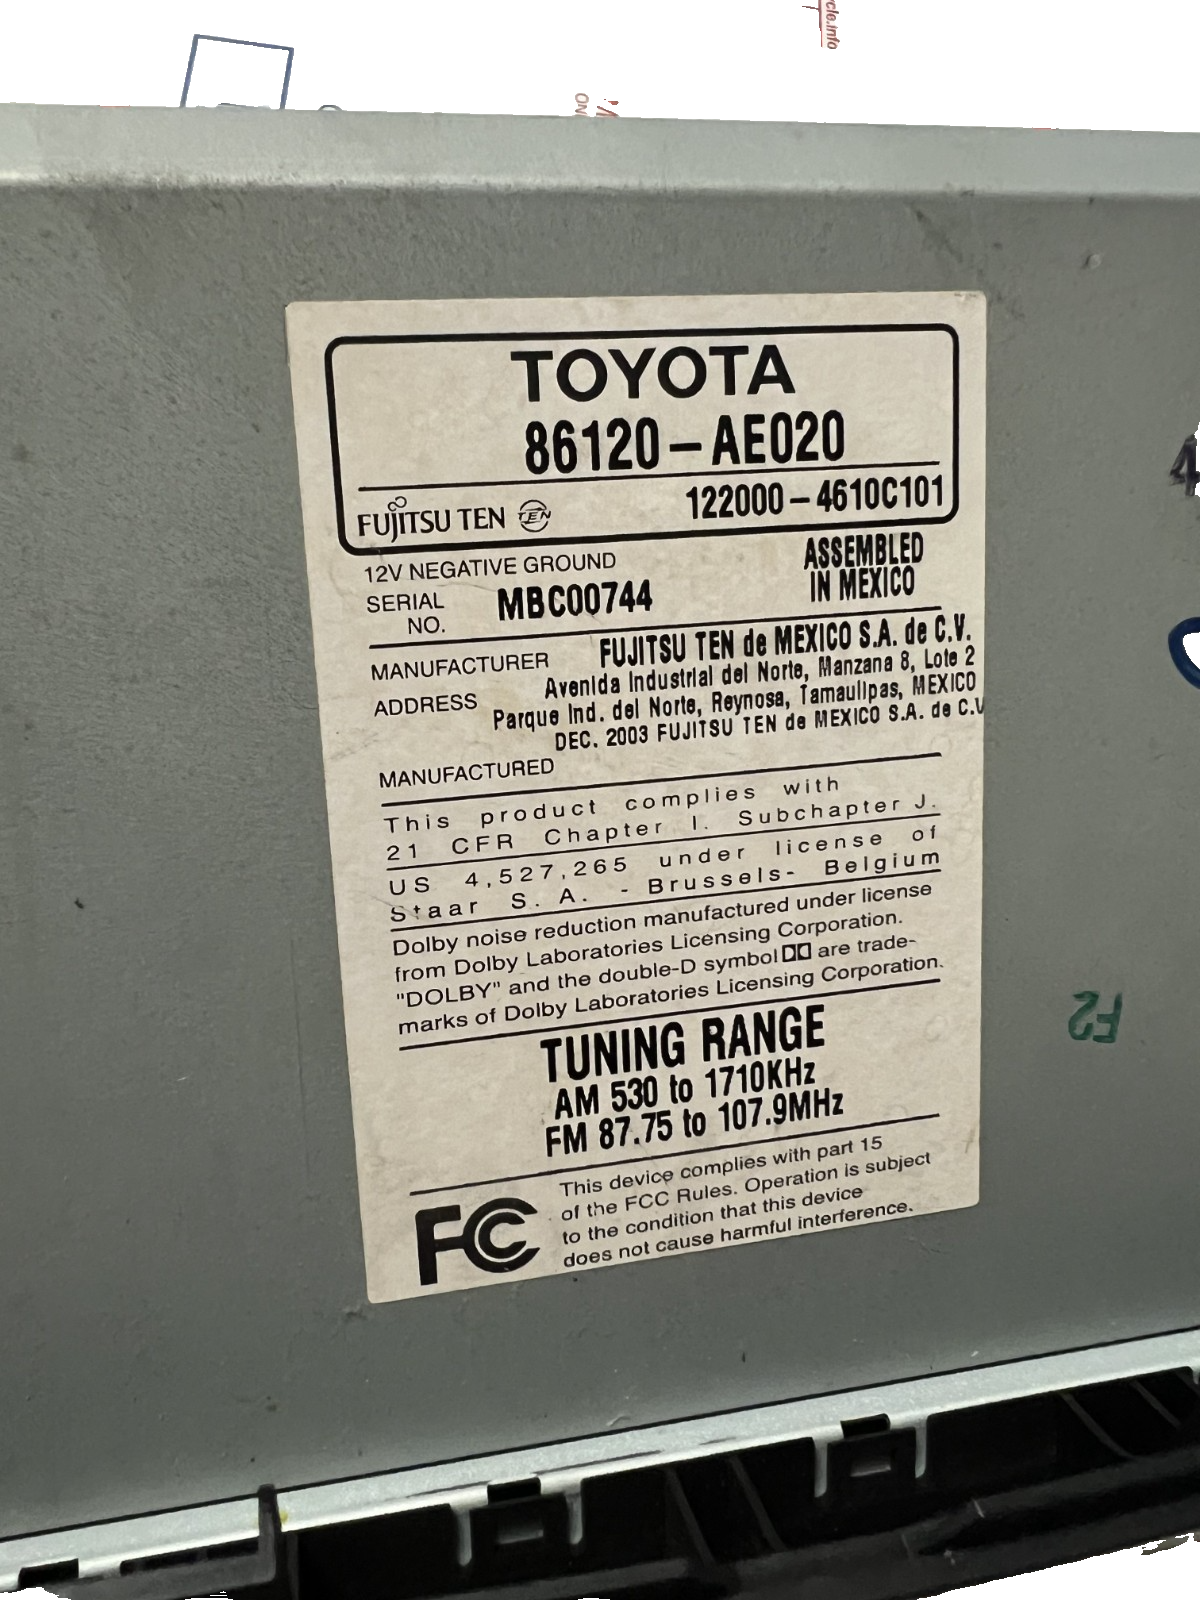 cle.info
ON
TOYOTA
86120-AE020
FUJITSU TEN TEN 122000-4610C101
12V NEGATIVE GROUND
ASSEMBLED
IN MEXICO
SERIAL
NO.
MBC00744
MANUFACTURER FUJITSU TEN de MEXICO S.A. de C.V.
ADDRESS Avenida Industrial del Norte, Manzana 8, Lote 2
Parque Ind. del Norte, Reynosa, Tamaulipas, MEXICO
DEC. 2003 FUJITSU TEN de MEXICO S.A. de C.V
MANUFACTURED
This product complies with
21 CFR Chapter I. Subchapter J.
US 4,527,265 under license of
Staar S. A. - Brussels- Belgium
Dolby noise reduction manufactured under license
from Dolby Laboratories Licensing Corporation.
"DOLBY" and the double-D symbol are trade-
marks of Dolby Laboratories Licensing Corporation.
TUNING RANGE
AM 530 to 1710KHz
FM 87.75 to 107.9MHz
FC This device complies with part 15
of the FCC Rules. Operation is subject
to the condition that this device
does not cause harmful interference.
4
F2